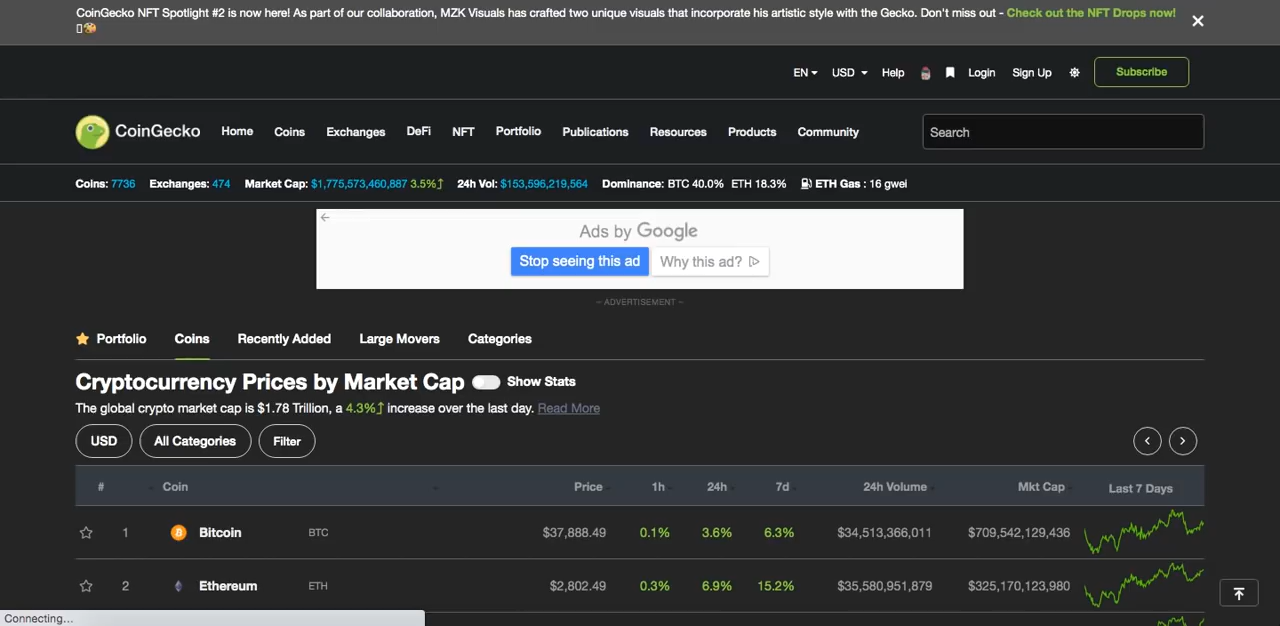 CoinGecko NFT Spotlight #2 is now here! As part of our collaboration, MZK Visuals has crafted two unique visuals that incorporate his artistic style with the Gecko. Don't miss out - Check out the NFT Drops now!
EN USD Help Login Sign Up Subscribe
CoinGecko Home Coins Exchanges DeFi NFT Portfolio Publications Resources Products Community Search
Coins: 7736 Exchanges: 474 Market Cap: $1,775,573,460,887 3.5% 24h Vol: $153,596,219,564 Dominance: BTC 40.0% ETH 18.3% ETH Gas : 16 gwei
Ads by Google
Stop seeing this ad Why this ad?
– ADVERTISEMENT –
Portfolio Coins Recently Added Large Movers Categories
Cryptocurrency Prices by Market Cap Show Stats
The global crypto market cap is $1.78 Trillion, a 4.3% increase over the last day. Read More
USD All Categories Filter
# Coin Price 1h 24h 7d 24h Volume Mkt Cap Last 7 Days
1 Bitcoin BTC $37,888.49 0.1% 3.6% 6.3% $34,513,366,011 $709,542,129,436
2 Ethereum ETH $2,802.49 0.3% 6.9% 15.2% $35,580,951,879 $325,170,123,980
Connecting...